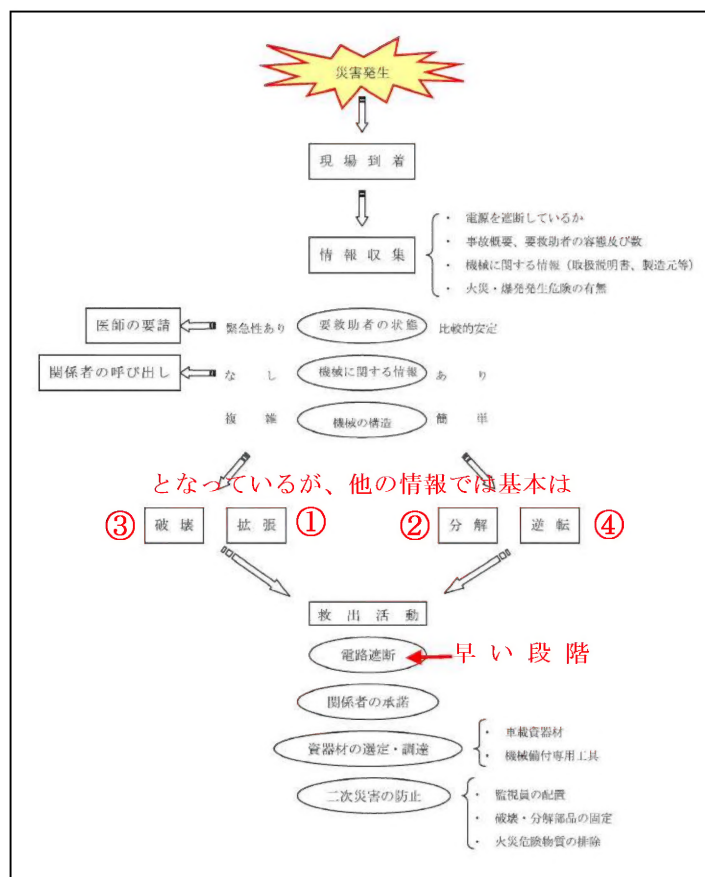 災害発生
現場到着
情報収集
・ 電源を遮断しているか
・ 事故概要、要救助者の容態及び数
・ 機械に関する情報(取扱説明書、製造元等)
・ 火災・爆発発生危険の有無
医師の要請 緊急性あり 要救助者の状態 比較的安定
関係者の呼び出し なし 機械に関する情報 あり
複雑 機械の構造 簡単
となっているが、他の情報では基本は
③ 破壊 拡張 ① ② 分解 逆転 ④
救出活動
電路遮断 早い段階
関係者の承諾
資器材の選定・調達
・ 車載資器材
・ 機械備付専用工具
二次災害の防止
・ 監視員の配置
・ 破壊・分解部品の固定
・ 火災危険物質の排除